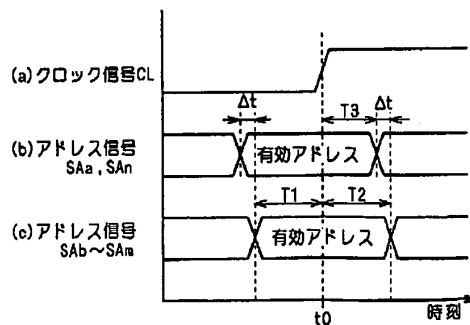 (a)クロック信号CL
Δt
T3
Δt
(b)アドレス信号
SAa,SAn
有効アドレス
T1
T2
(c)アドレス信号
SAb〜SAm
有効アドレス
t0
時刻